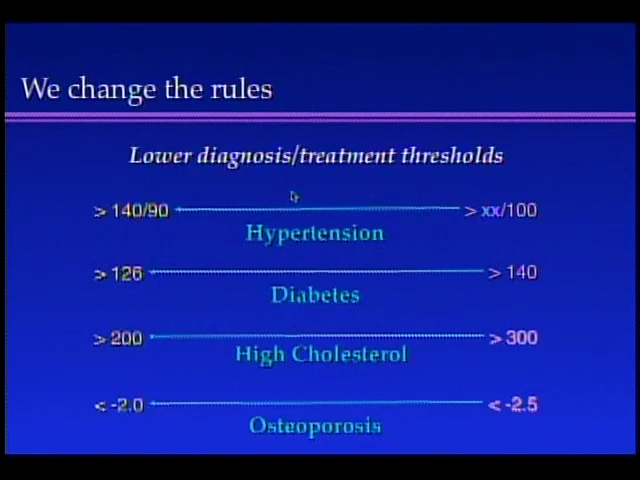 We change the rules
Lower diagnosis/treatment thresholds
> 140/90 > xx/100
Hypertension
> 126 > 140
Diabetes
> 200 > 300
High Cholesterol
< -2.0 < -2.5
Osteoporosis